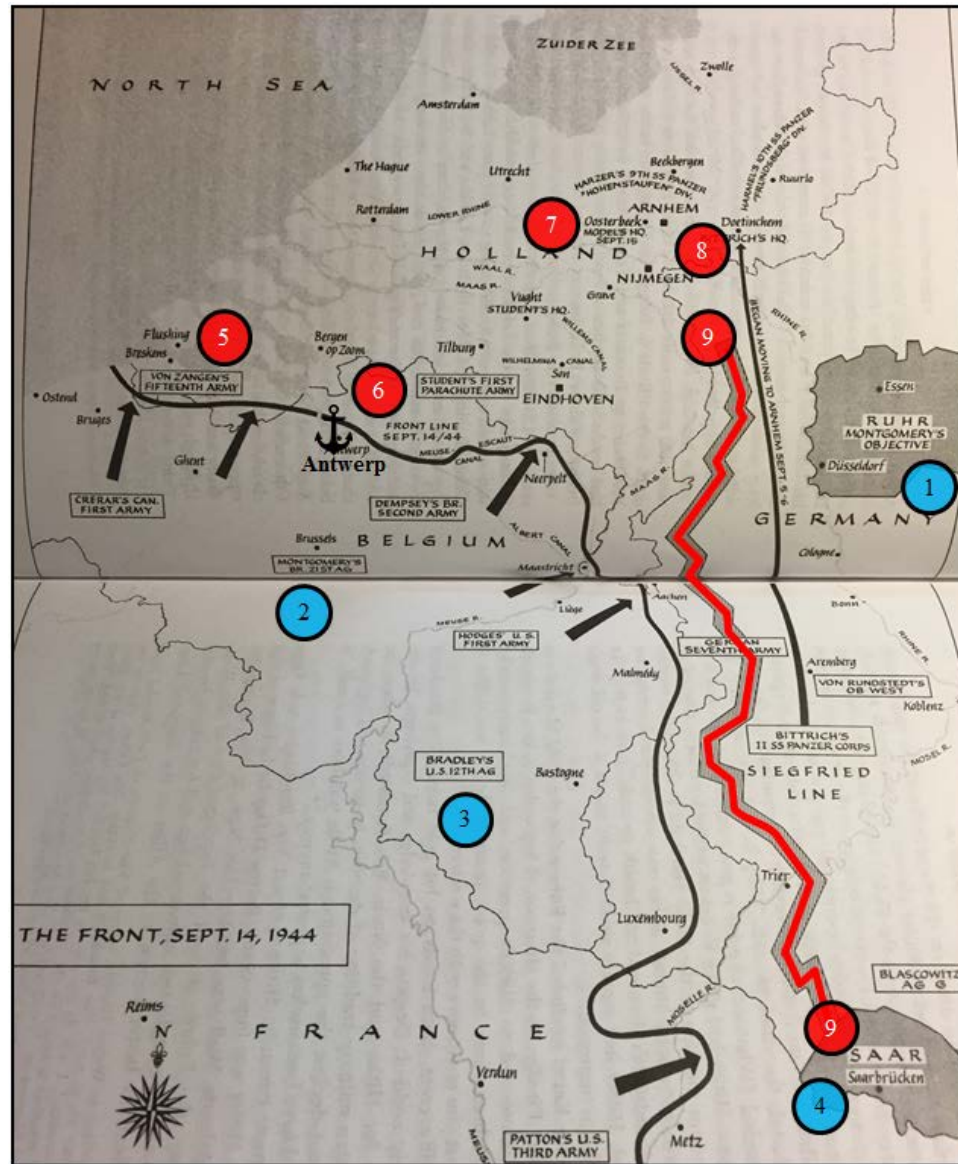 ZUIDER ZEE
NORTH SEA
IJSSEL R.
Zwolle
Amsterdam
HARMEL'S 10TH SS PANZER
"FRUNDSBERG" DIV.
The Hague
Utrecht
Beekbergen
HARZER'S 9TH SS PANZER
"HOHENSTAUFEN" DIV.
Ruurlo
Rotterdam
LOWER RHINE
7
Oosterbeek
MODEL'S HQ.
SEPT. 15
ARNHEM
Doetinchem
8
HQ.
HOLLAND
WAAL R.
MAAS R.
NIJMEGEN
Grave
Vught
STUDENT'S HQ.
WILLEMS CANAL
BEGAN MOVING TO ARNHEM SEPT. 5-6
RHINE R.
Flushing
5
Breskens
Bergen
op Zoom
Tilburg
9
WILHELMINA CANAL
Son
EINDHOVEN
VON ZANGEN'S
FIFTEENTH ARMY
6
STUDENT'S FIRST
PARACHUTE ARMY
Essen
RUHR
MONTGOMERY'S
OBJECTIVE
Düsseldorf
1
Ostend
Bruges
FRONT LINE
SEPT. 14/44
MEUSE
ESCAUT
CANAL
Antwerp
Ghent
Neerpelt
MAAS R.
CRERAR'S CAN.
FIRST ARMY
DEMPSEY'S BR.
SECOND ARMY
ALBERT
CANAL
GERMANY
Brussels
BELGIUM
Cologne
MONTGOMERY'S
BR. 21ST AG
Maastricht
2
Aachen
Liège
Bonn
MEUSE R.
HODGES' U.S.
FIRST ARMY
RHINE R.
GERMAN
SEVENTH ARMY
Malmédy
Aremberg
VON RUNDSTEDT'S
OB WEST
Koblenz
BITTRICH'S
II SS PANZER CORPS
MOSEL R.
BRADLEY'S
U.S. 12TH AG
Bastogne
SIEGFRIED
LINE
3
Trier
Luxembourg
THE FRONT, SEPT. 14, 1944
BLASCOWITZ
AG G
MOSELLE R.
Reims
N
FRANCE
9
SAAR
Saarbrücken
Verdun
4
MEUS
PATTON'S U.S.
THIRD ARMY
Metz